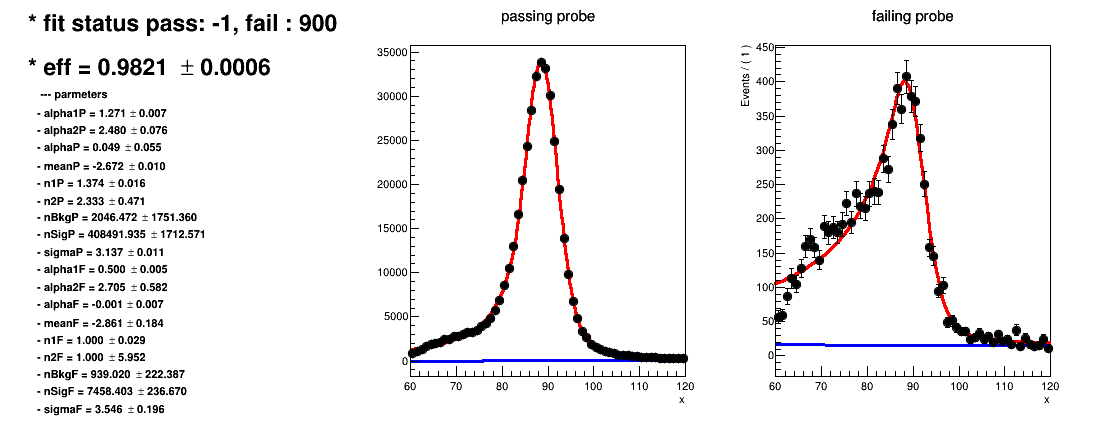 * fit status pass: -1, fail : 900
* eff = 0.9821 ± 0.0006
--- parmeters
- alpha1P = 1.271 ± 0.007
- alpha2P = 2.480 ± 0.076
- alphaP = 0.049 ± 0.055
- meanP = -2.672 ± 0.010
- n1P = 1.374 ± 0.016
- n2P = 2.333 ± 0.471
- nBkgP = 2046.472 ± 1751.360
- nSigP = 408491.935 ± 1712.571
- sigmaP = 3.137 ± 0.011
- alpha1F = 0.500 ± 0.005
- alpha2F = 2.705 ± 0.582
- alphaF = -0.001 ± 0.007
- meanF = -2.861 ± 0.184
- n1F = 1.000 ± 0.029
- n2F = 1.000 ± 5.952
- nBkgF = 939.020 ± 222.387
- nSigF = 7458.403 ± 236.670
- sigmaF = 3.546 ± 0.196
passing probe
35000
30000
25000
20000
15000
10000
5000
0
60 70 80 90 100 110 120
x
failing probe
Events / ( 1 )
450
400
350
300
250
200
150
100
50
0
60 70 80 90 100 110 120
x